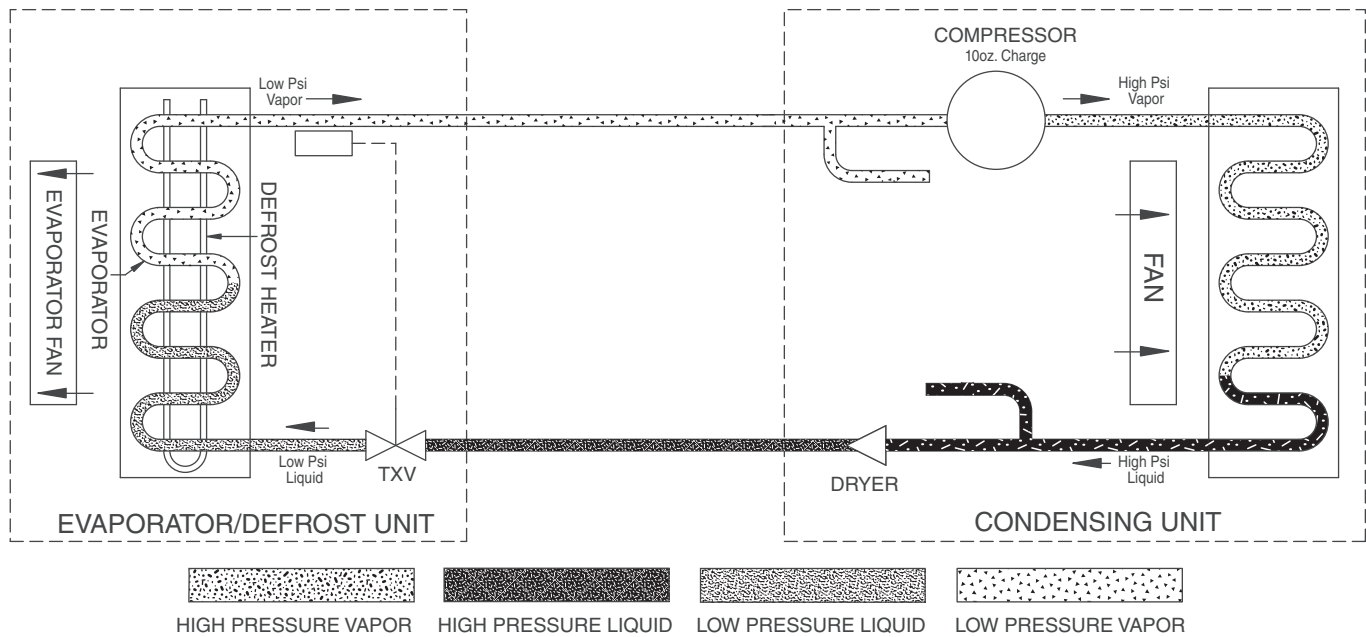 COMPRESSOR
10oz. Charge
Low Psi
Vapor
High Psi
Vapor
EVAPORATOR FAN
EVAPORATOR
DEFROST HEATER
FAN
Low Psi
Liquid
TXV
DRYER
High Psi
Liquid
EVAPORATOR/DEFROST UNIT
CONDENSING UNIT
HIGH PRESSURE VAPOR
HIGH PRESSURE LIQUID
LOW PRESSURE LIQUID
LOW PRESSURE VAPOR